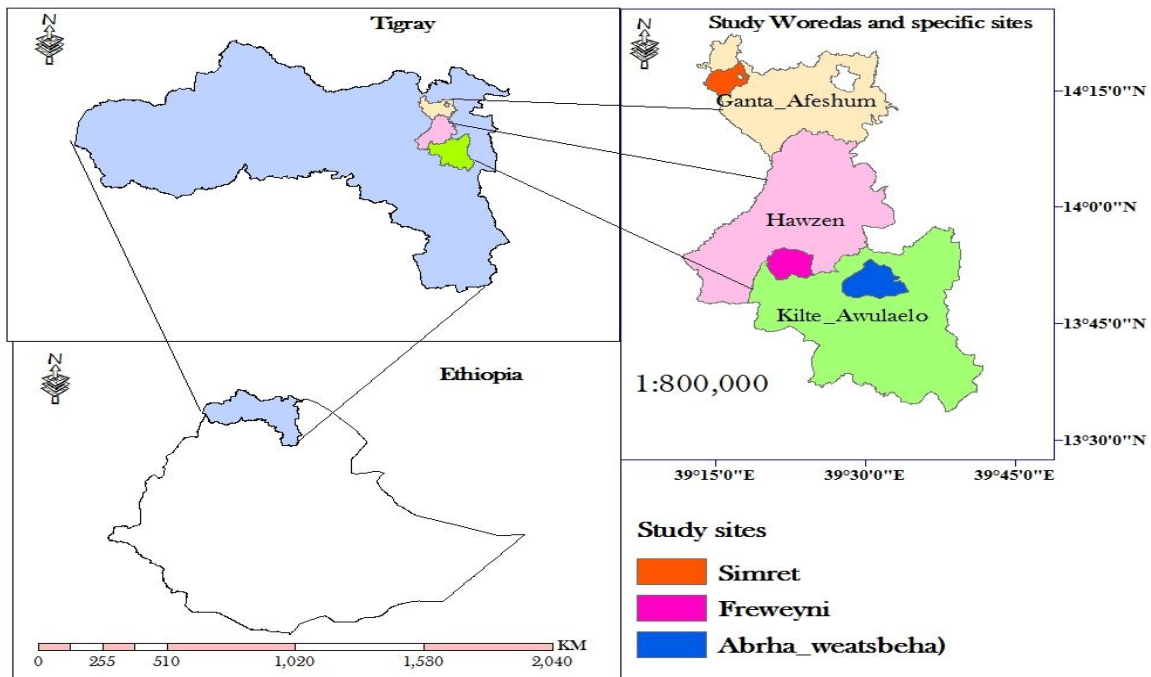 N
Tigray
N
Study Woredas and specific sites
Ganta_Afeshum
Hawzen
Kilte_Awulaelo
1:800,000
14°15'0"N
14°0'0"N
13°45'0"N
13°30'0"N
39°15'0"E
39°30'0"E
39°45'0"E
N
Ethiopia
KM
0
255
510
1,020
1,530
2,040
Study sites
Simret
Freweyni
Abrha_weatsbeha)